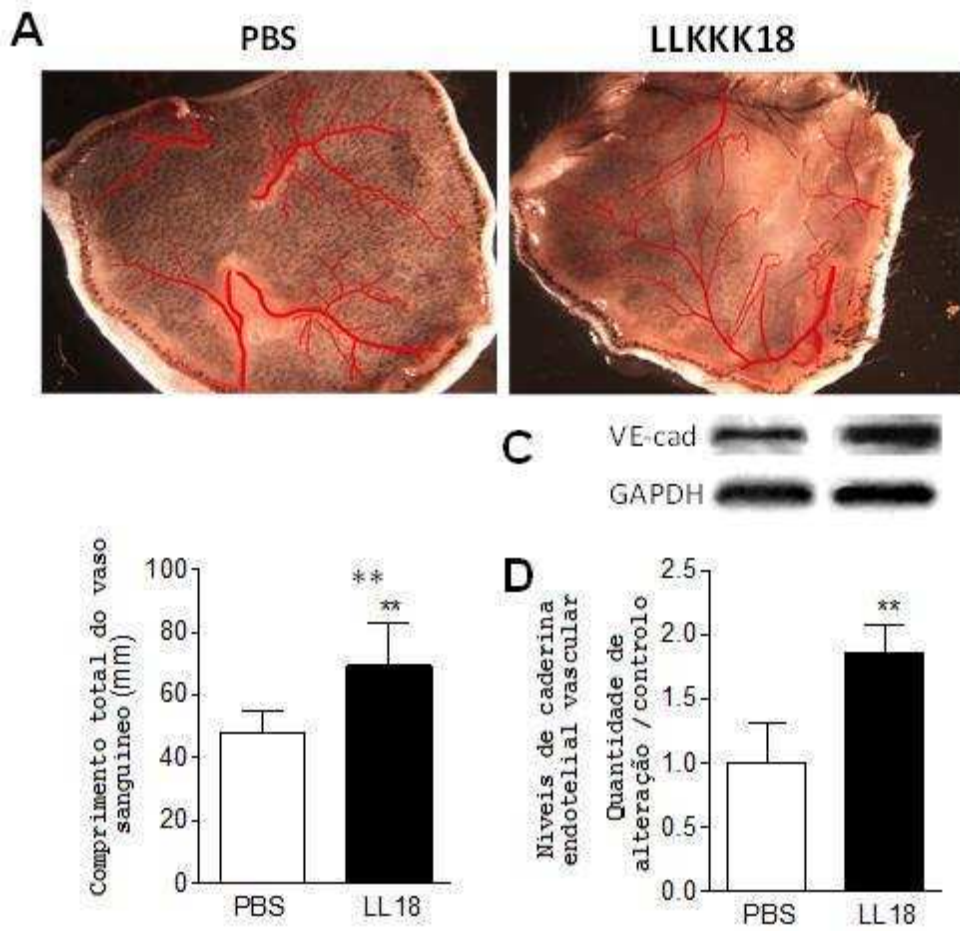 A
PBS
LLKKK18
C
VE-cad
GAPDH
Comprimento total do vaso
sanguineo (mm)
100
80
60
40
20
0
**
**
PBS
LL18
D
Niveis de caderina
endotelial vascular
Quantidade de
alteração /controlo
2.5
2.0
1.5
1.0
0.5
0.0
**
PBS
LL18